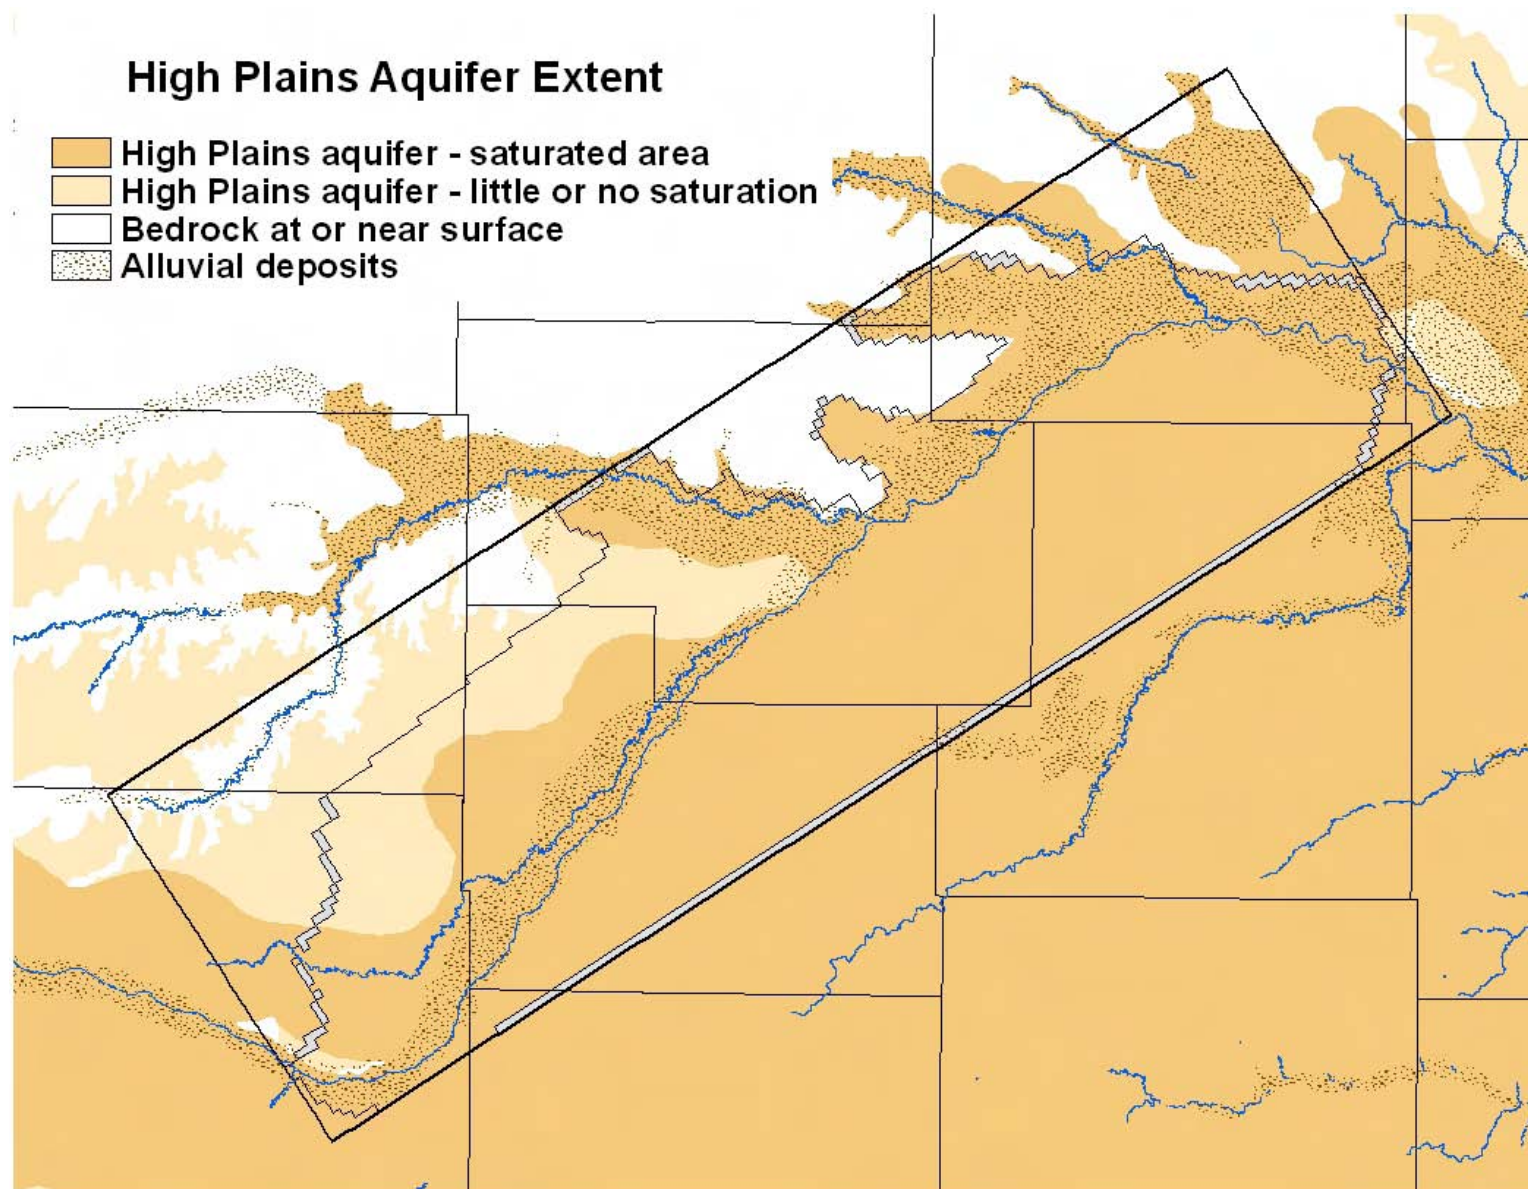 High Plains Aquifer Extent
High Plains aquifer - saturated area
High Plains aquifer - little or no saturation
Bedrock at or near surface
Alluvial deposits